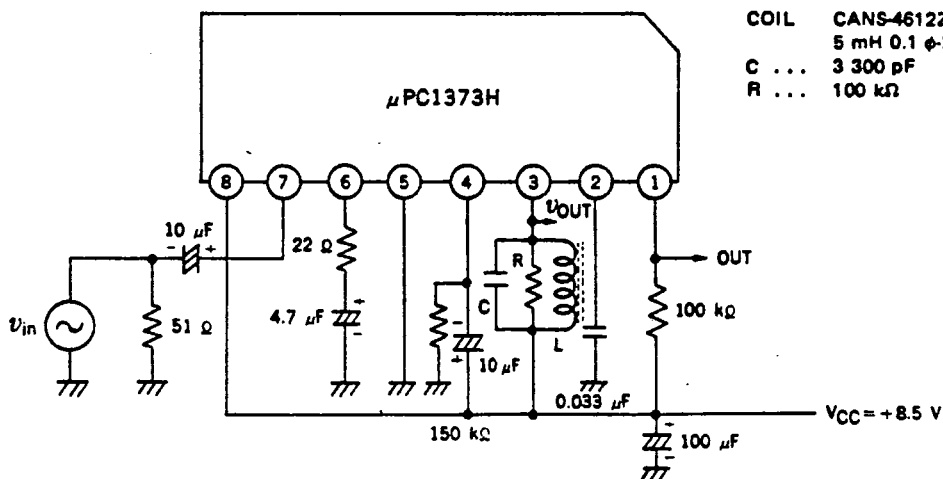 COIL CANS-46122
5 mH 0.1 φ-
C ... 3 300 pF
R ... 100 kΩ
μPC1373H
8 7 6 5 4 3 2 1
vOUT
10 μF
- +
22 Ω
R
OUT
vin
51 Ω
4.7 μF
+
-
C
L
100 kΩ
-
+
10 μF
0.033 μF
150 kΩ
VCC = +8.5 V
+
100 μF
-